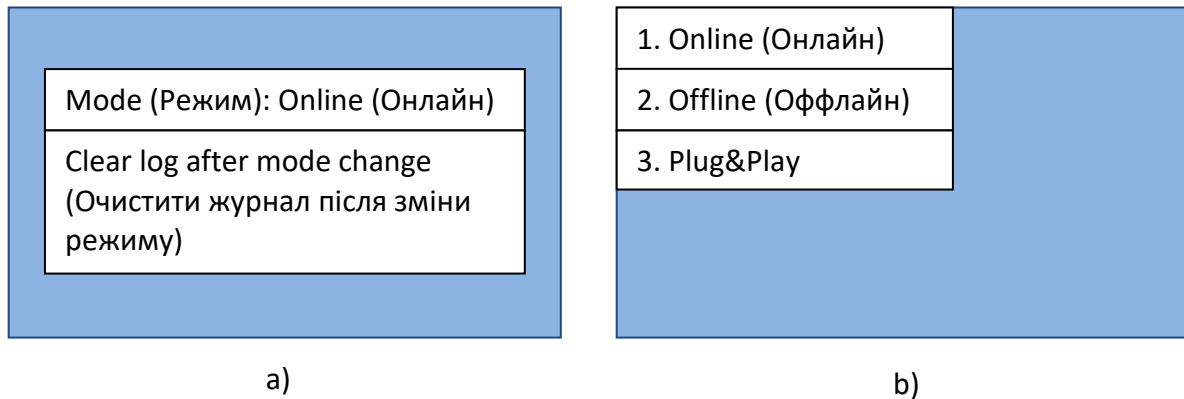 Mode (Режим): Online (Онлайн)
Clear log after mode change
(Очистити журнал після зміни
режиму)
a)
1. Online (Онлайн)
2. Offline (Оффлайн)
3. Plug&Play
b)